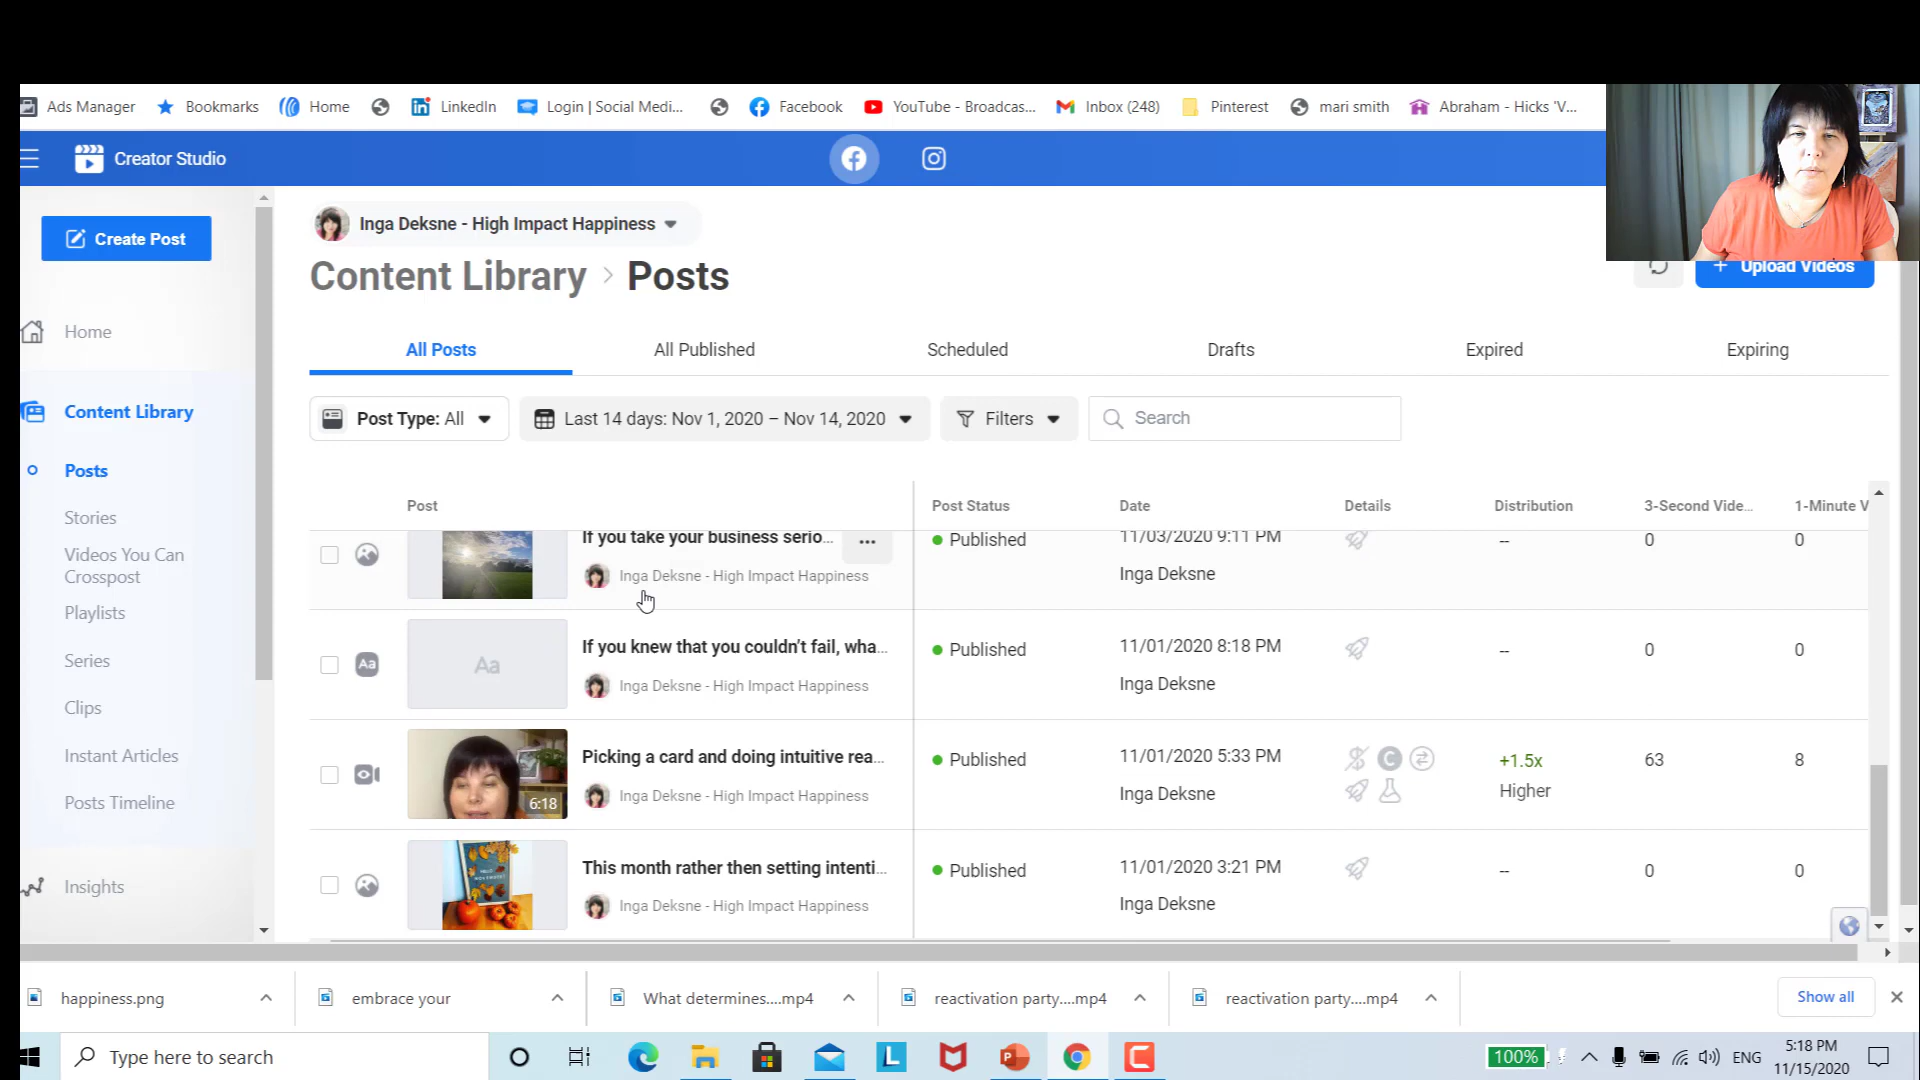 Ads Manager Bookmarks Home LinkedIn Login | Social Medi... Facebook YouTube - Broadcas... Inbox (248) Pinterest mari smith Abraham - Hicks 'V...
Creator Studio
Create Post
Inga Deksne - High Impact Happiness
Content Library > Posts
Upload Videos
Home
All Posts All Published Scheduled Drafts Expired Expiring
Content Library
Post Type: All Last 14 days: Nov 1, 2020 – Nov 14, 2020 Filters Search
Posts
Stories
Videos You Can
Crosspost
Playlists
Series
Clips
Instant Articles
Posts Timeline
Insights
Post Post Status Date Details Distribution 3-Second Vide... 1-Minute V
If you take your business serio... Published 11/03/2020 9:11 PM -- 0 0
Inga Deksne - High Impact Happiness Inga Deksne
Aa Aa If you knew that you couldn't fail, wha... Published 11/01/2020 8:18 PM -- 0 0
Inga Deksne - High Impact Happiness Inga Deksne
Picking a card and doing intuitive rea... Published 11/01/2020 5:33 PM +1.5x 63 8
6:18 Inga Deksne - High Impact Happiness Inga Deksne Higher
This month rather then setting intenti... Published 11/01/2020 3:21 PM -- 0 0
Inga Deksne - High Impact Happiness Inga Deksne
happiness.png embrace your What determines....mp4 reactivation party....mp4 reactivation party....mp4 Show all
Type here to search 100% ENG 5:18 PM
11/15/2020